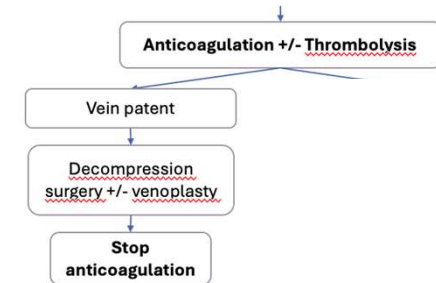 Anticoagulation +/- Thrombolysis
Vein patent
Decompression
surgery +/- venoplasty
Stop
anticoagulation